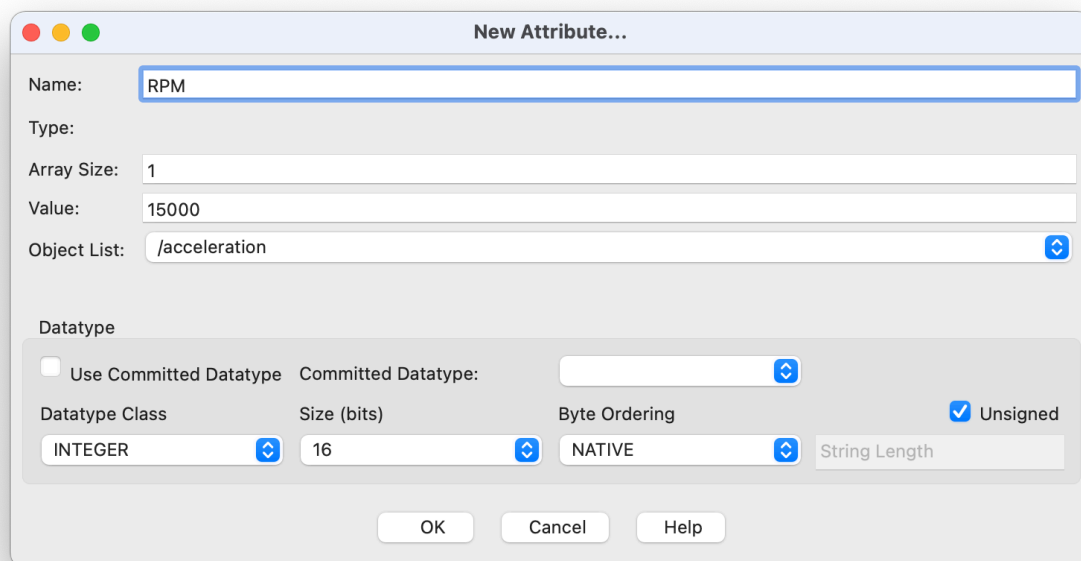 New Attribute...
Name: RPM
Type:
Array Size: 1
Value: 15000
Object List: /acceleration
Datatype
Use Committed Datatype Committed Datatype:
Datatype Class Size (bits) Byte Ordering Unsigned
INTEGER 16 NATIVE String Length
OK Cancel Help